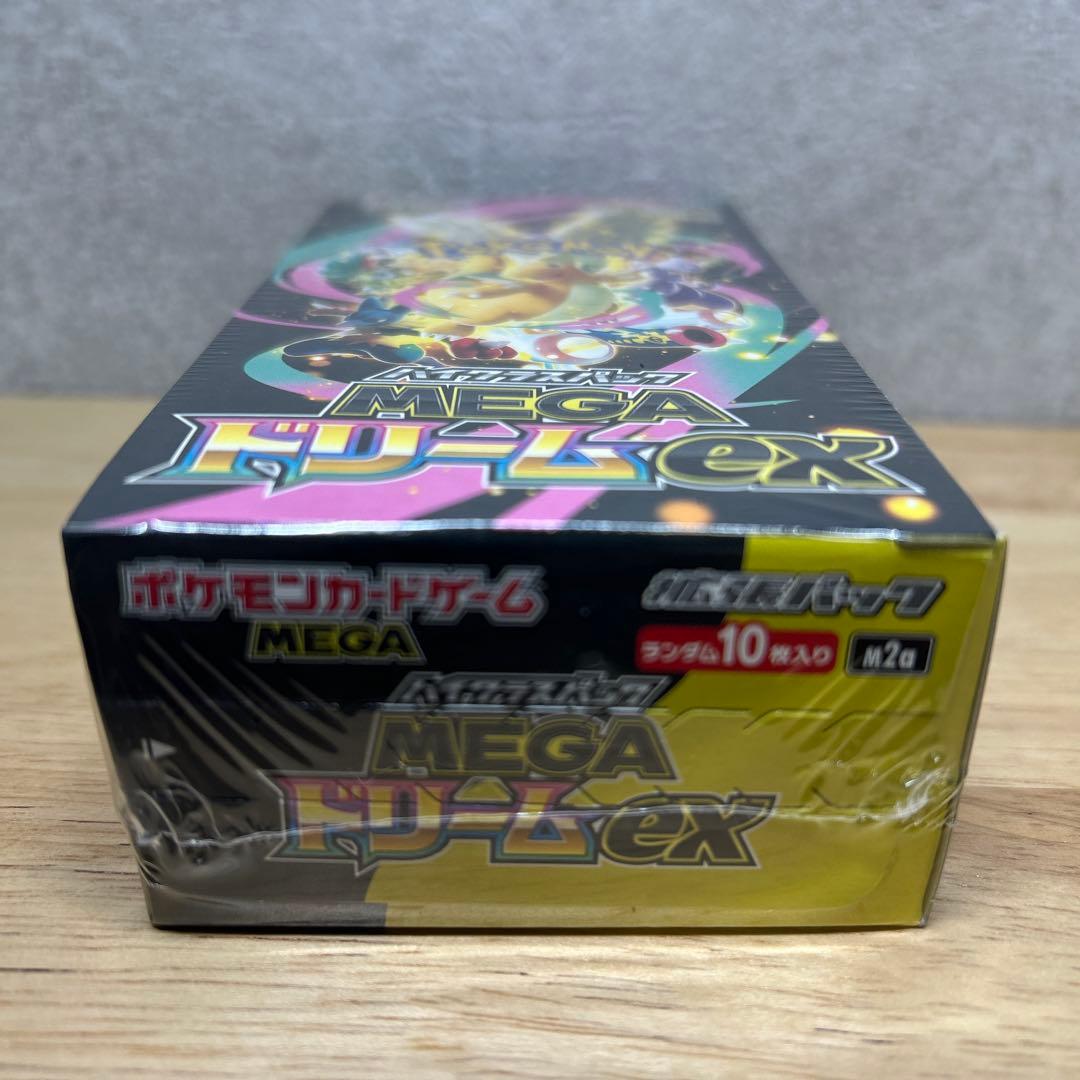 ハイクラスパック
MEGA
ドリームex
ポケモンカードゲーム
MEGA
拡張パック
ランダム10枚入り
M2a
ハイクラスパック
MEGA
ドリームex